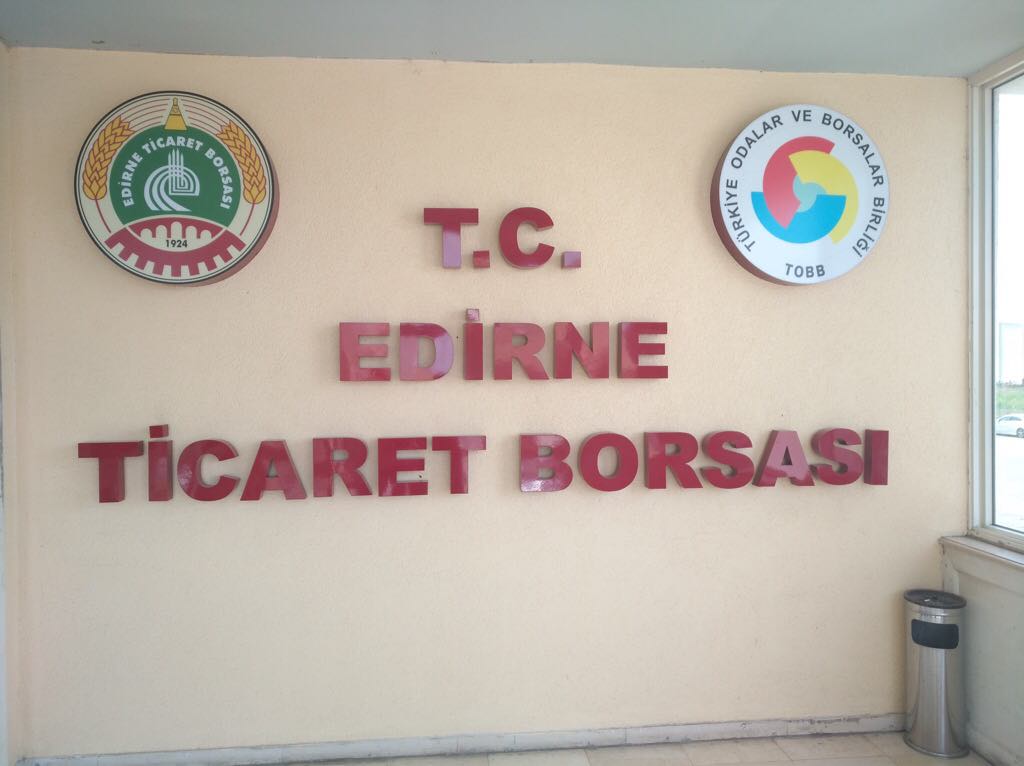 EDİRNE TİCARET BORSASI
1924
TÜRKİYE ODALAR VE BORSALAR BİRLİĞİ
TOBB
T.C.
EDİRNE
TİCARET BORSASI